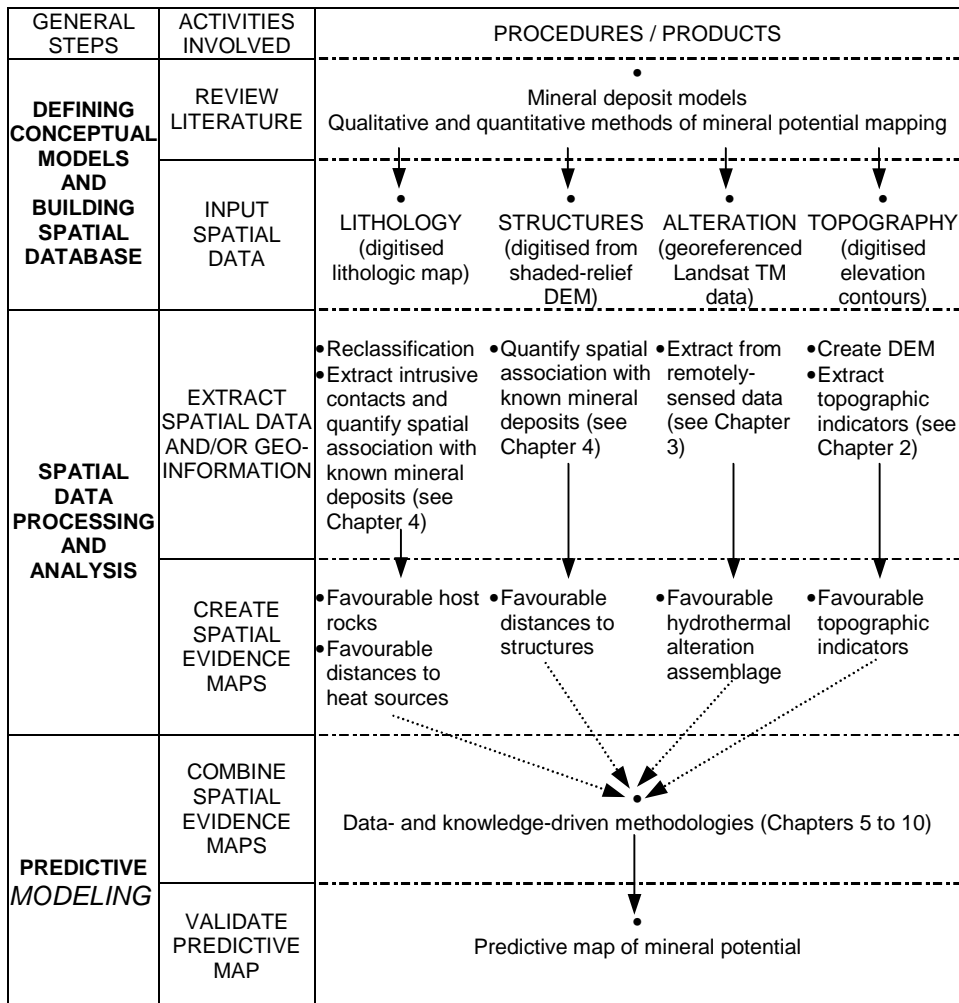 GENERAL
STEPS
ACTIVITIES
INVOLVED
PROCEDURES / PRODUCTS
DEFINING
CONCEPTUAL
MODELS
AND
BUILDING
SPATIAL
DATABASE
REVIEW
LITERATURE
•
Mineral deposit models
Qualitative and quantitative methods of mineral potential mapping
INPUT
SPATIAL
DATA
•
LITHOLOGY
(digitised
lithologic map)
•
STRUCTURES
(digitised from
shaded-relief
DEM)
•
ALTERATION
(georeferenced
Landsat TM
data)
•
TOPOGRAPHY
(digitised
elevation
contours)
SPATIAL
DATA
PROCESSING
AND
ANALYSIS
EXTRACT
SPATIAL DATA
AND/OR GEO-
INFORMATION
•Reclassification
•Extract intrusive
contacts and
quantify spatial
association with
known mineral
deposits (see
Chapter 4)
•Quantify spatial
association with
known mineral
deposits (see
Chapter 4)
•Extract from
remotely-
sensed data
(see Chapter
3)
•Create DEM
•Extract
topographic
indicators (see
Chapter 2)
CREATE
SPATIAL
EVIDENCE
MAPS
•Favourable host
rocks
•Favourable
distances to
heat sources
•Favourable
distances to
structures
•Favourable
hydrothermal
alteration
assemblage
•Favourable
topographic
indicators
PREDICTIVE
MODELING
COMBINE
SPATIAL
EVIDENCE
MAPS
•
Data- and knowledge-driven methodologies (Chapters 5 to 10)
VALIDATE
PREDICTIVE
MAP
•
Predictive map of mineral potential